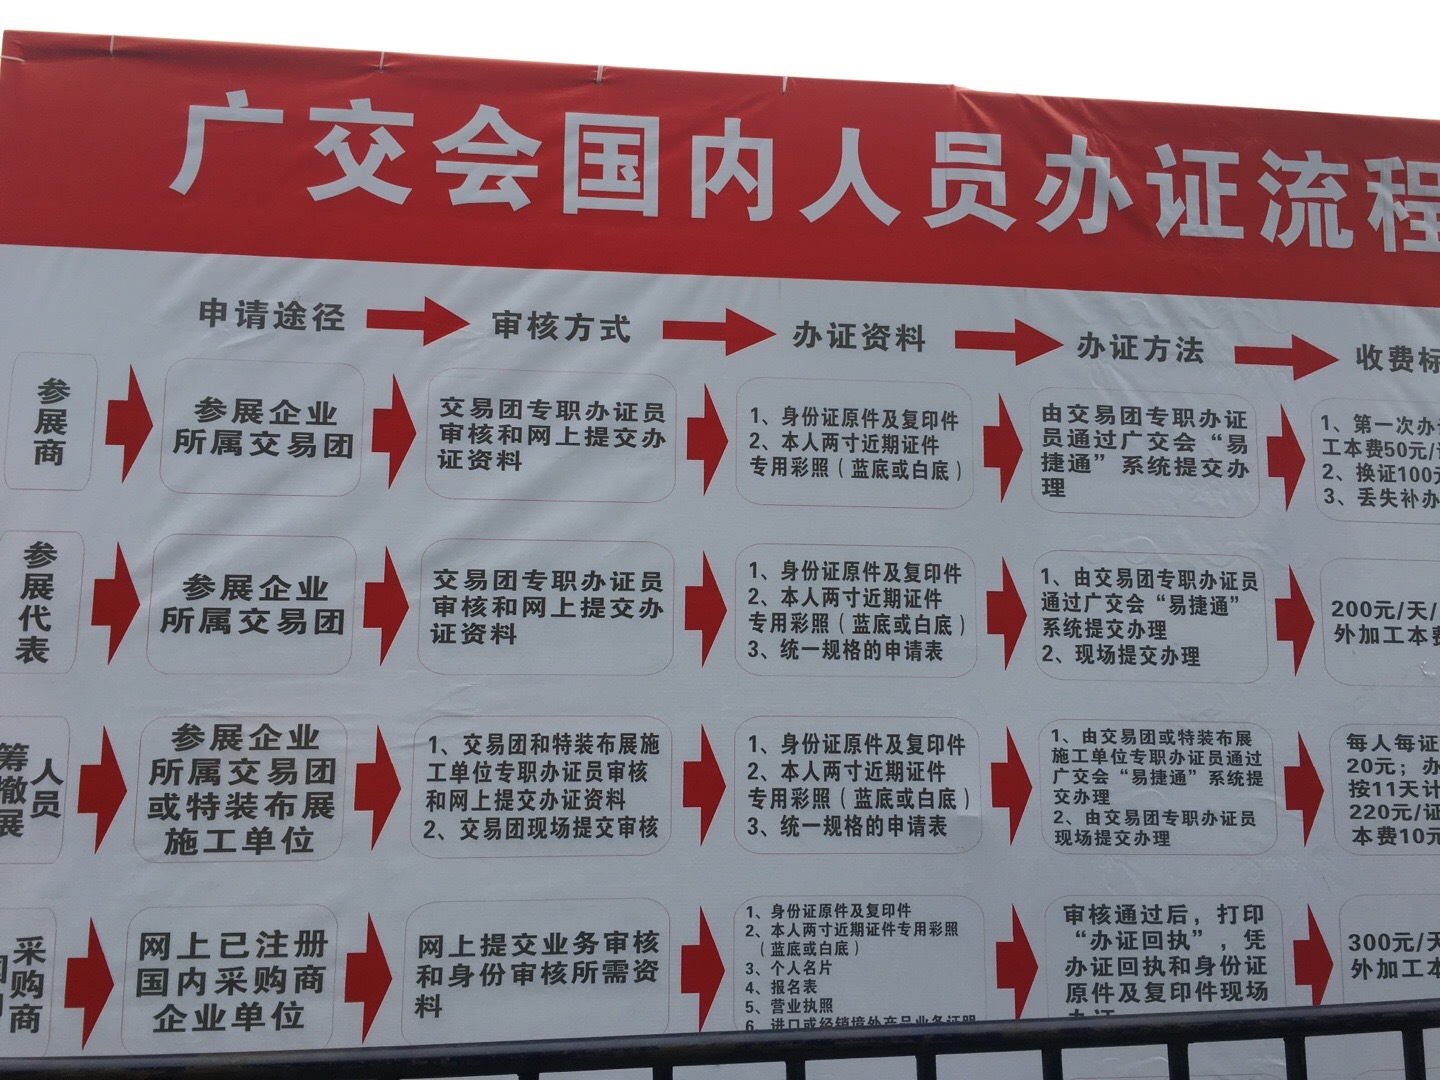 广交会国内人员办证流程
申请途径
审核方式
办证资料
办证方法
收费标
参展商
参展企业
所属交易团
交易团专职办证员
审核和网上提交办
证资料
1、身份证原件及复印件
2、本人两寸近期证件
专用彩照（蓝底或白底）
由交易团专职办证
员通过广交会“易
捷通”系统提交办
理
1、第一次办
工本费50元/
2、换证100元
3、丢失补办
参展代表
参展企业
所属交易团
交易团专职办证员
审核和网上提交办
证资料
1、身份证原件及复印件
2、本人两寸近期证件
专用彩照（蓝底或白底）
3、统一规格的申请表
1、由交易团专职办证员
通过广交会“易捷通”
系统提交办理
2、现场提交办理
200元/天/
外加工本费
筹撤展
人员
参展企业
所属交易团
或特装布展
施工单位
1、交易团和特装布展施
工单位专职办证员审核
和网上提交办证资料
2、交易团现场提交审核
1、身份证原件及复印件
2、本人两寸近期证件
专用彩照（蓝底或白底）
3、统一规格的申请表
1、由交易团或特装布展
施工单位专职办证员通过
广交会“易捷通”系统提
交办理
2、由交易团专职办证员
现场提交办理
每人每证
20元；办
按11天计
220元/证
本费10元
采购商
网上已注册
国内采购商
企业单位
网上提交业务审核
和身份审核所需资
料
1、身份证原件及复印件
2、本人两寸近期证件专用彩照
（蓝底或白底）
3、个人名片
4、报名表
5、营业执照
6、进口或经销境外产品业务证明
审核通过后，打印
“办证回执”，凭
办证回执和身份证
原件及复印件现场
办证
300元/天
外加工本